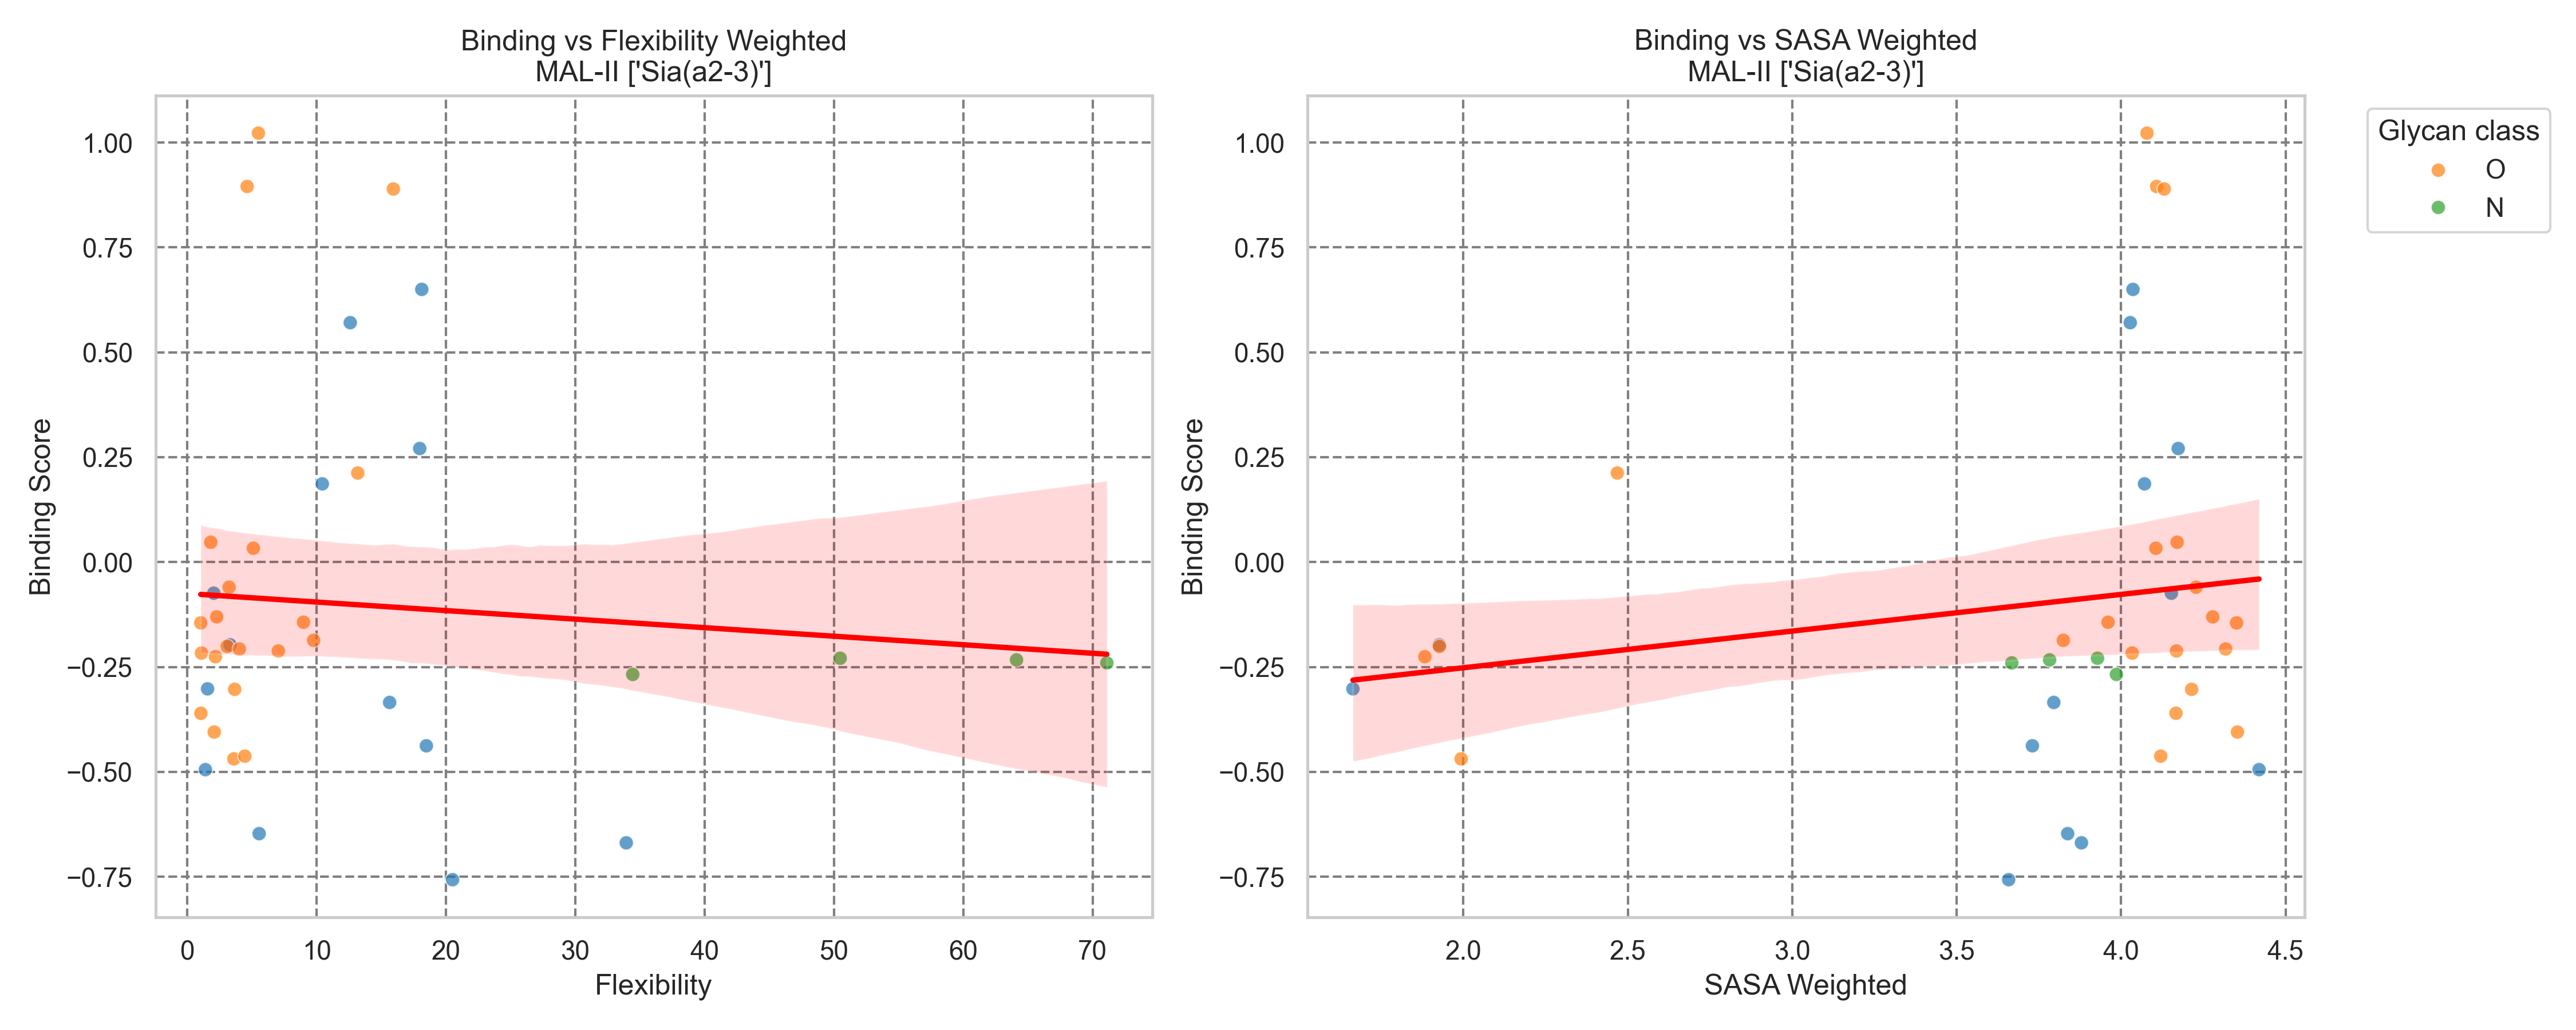 Binding vs Flexibility Weighted
MAL-II ['Sia(a2-3)']
Binding Score
1.00
0.75
0.50
0.25
0.00
−0.25
−0.50
−0.75
0 10 20 30 40 50 60 70
Flexibility
Binding vs SASA Weighted
MAL-II ['Sia(a2-3)']
Binding Score
1.00
0.75
0.50
0.25
0.00
−0.25
−0.50
−0.75
2.0 2.5 3.0 3.5 4.0 4.5
SASA Weighted
Glycan class
O
N